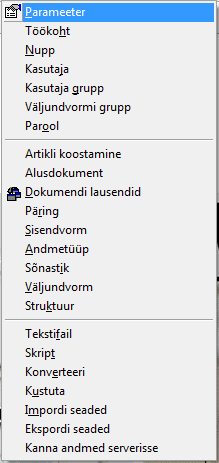 Parameeter
Töökoht
Nupp
Kasutaja
Kasutaja grupp
Väljundvormi grupp
Parool
Artikli koostamine
Alusdokument
Dokumendi lausendid
Päring
Sisendvorm
Andmetüüp
Sõnastik
Väljundvorm
Struktuur
Tekstifail
Skript
Konverteeri
Kustuta
Impordi seaded
Ekspordi seaded
Kanna andmed serverisse